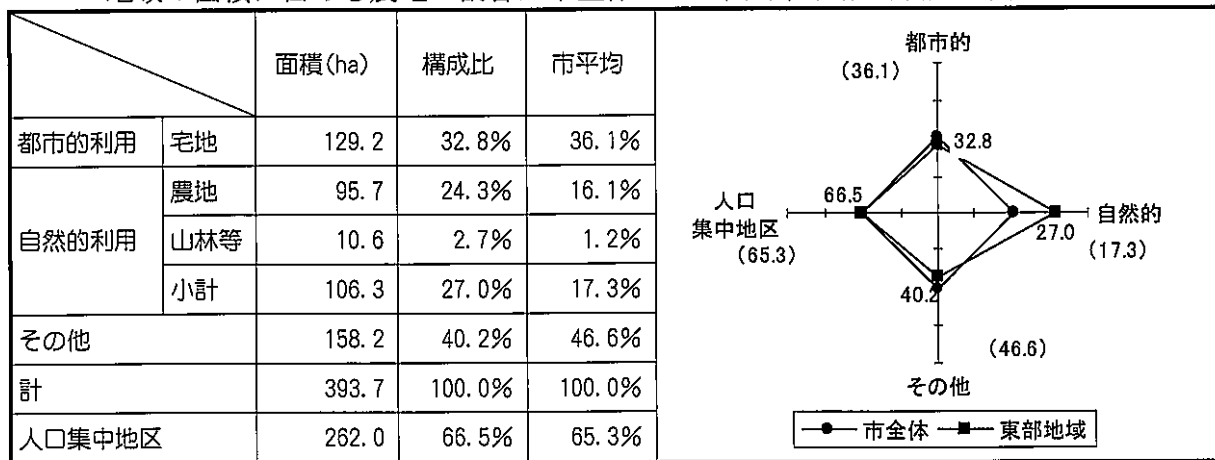 面積(ha) 構成比 市平均
都市的利用 宅地 129.2 32.8% 36.1%
自然的利用 農地 95.7 24.3% 16.1%
山林等 10.6 2.7% 1.2%
小計 106.3 27.0% 17.3%
その他 158.2 40.2% 46.6%
計 393.7 100.0% 100.0%
人口集中地区 262.0 66.5% 65.3%
都市的
(36.1)
32.8
66.5
人口
集中地区
(65.3)
自然的
27.0
(17.3)
40.2
(46.6)
その他
市全体 東部地域